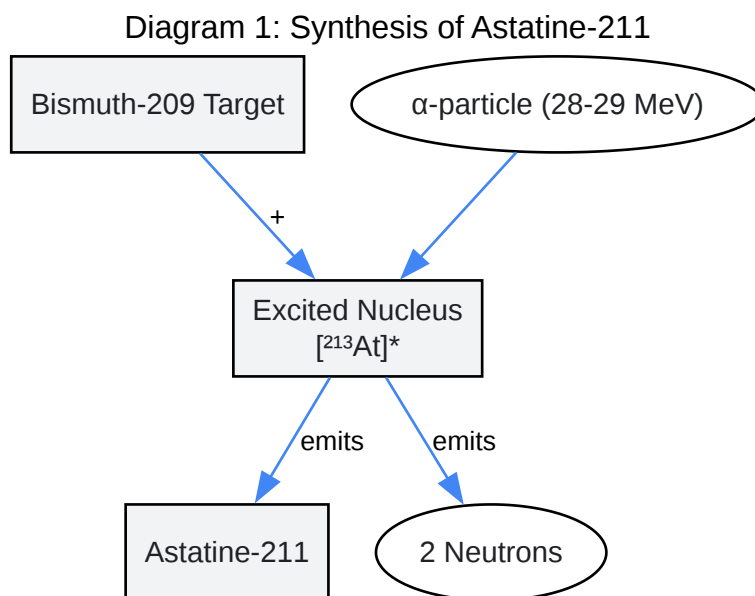 Diagram 1: Synthesis of Astatine-211
Bismuth-209 Target
α-particle (28-29 MeV)
+
Excited Nucleus
[²¹³At]*
emits
emits
Astatine-211
2 Neutrons